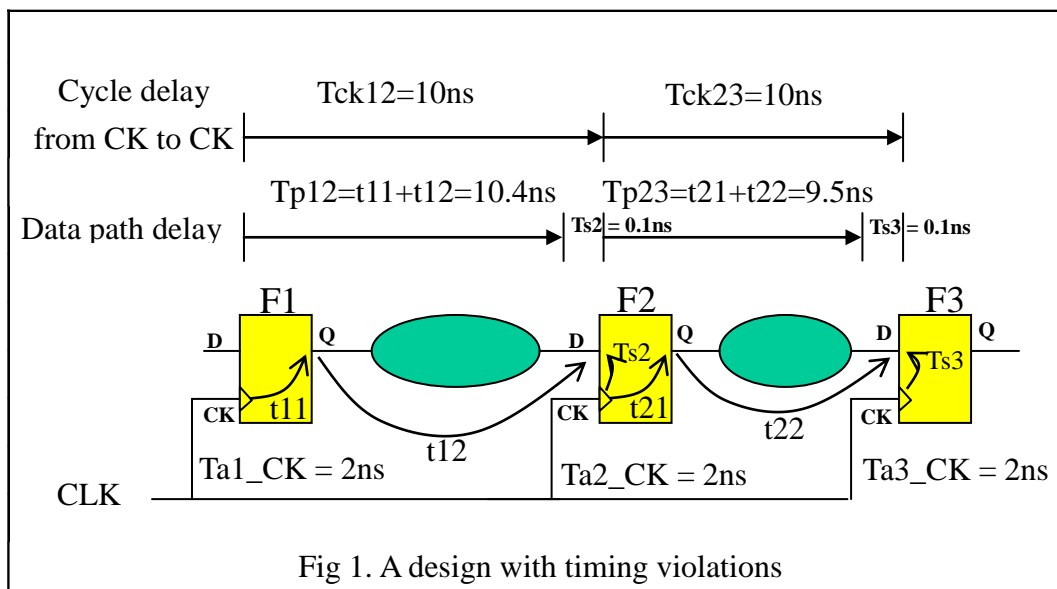 Cycle delay
from CK to CK
Tck12=10ns
Tck23=10ns
Tp12=t11+t12=10.4ns
Tp23=t21+t22=9.5ns
Data path delay
Ts2 = 0.1ns
Ts3 = 0.1ns
F1
F2
F3
D
Q
D
Q
D
Q
Ts2
Ts3
CK
t11
CK
t21
CK
t12
t22
Ta1_CK = 2ns
Ta2_CK = 2ns
Ta3_CK = 2ns
CLK
Fig 1. A design with timing violations